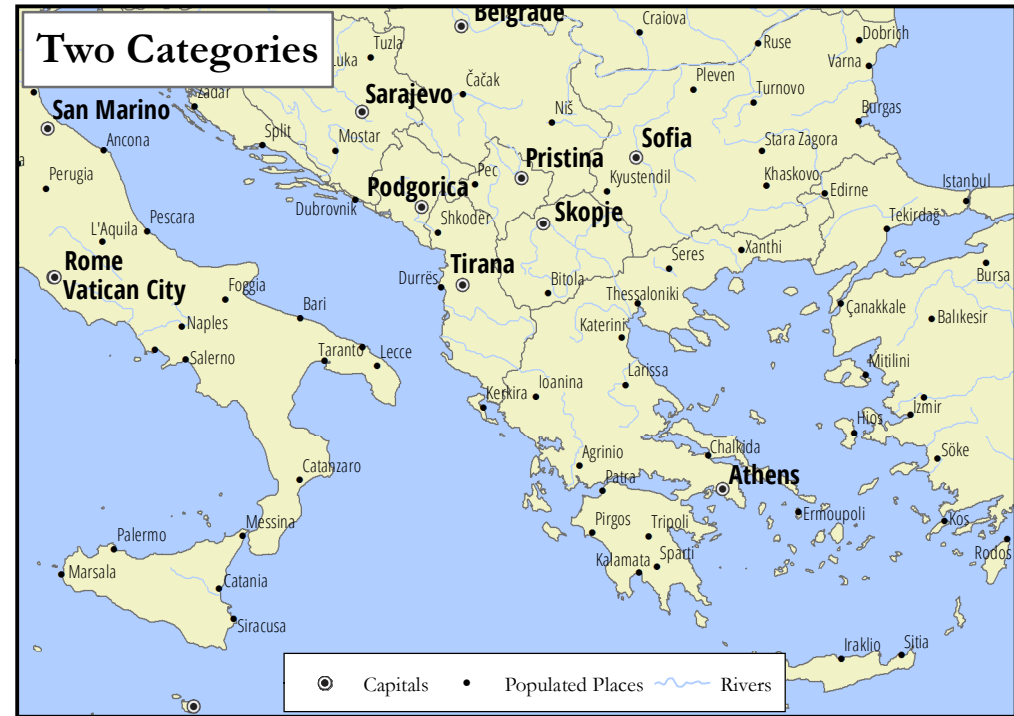 Two Categories
Belgrade
Craiova
Tuzla
Ruse
Dobrich
Luka
Varna
Čačak
Pleven
Zadar
Sarajevo
Turnovo
San Marino
Niš
Burgas
Ancona
Split
Mostar
Sofia
Stara Zagora
Perugia
Pec
Pristina
Kyustendil
Khaskovo
Edirne
Istanbul
Podgorica
Dubrovnik
L'Aquila
Pescara
Shkoder
Skopje
Tekirdağ
Xanthi
Rome
Vatican City
Tirana
Seres
Durrës
Bitola
Bursa
Foggia
Thessaloniki
Çanakkale
Bari
Naples
Katerini
Balıkesir
Salerno
Taranto
Lecce
Larissa
Mitilini
Kerkira
Ioanina
Izmir
Hios
Chalkida
Agrinio
Söke
Catanzaro
Athens
Patra
Messina
Pirgos
Tripoli
Ermoupoli
Kos
Palermo
Marsala
Kalamata
Sparti
Rodos
Catania
Siracusa
Iraklio
Sitia
Capitals
Populated Places
Rivers